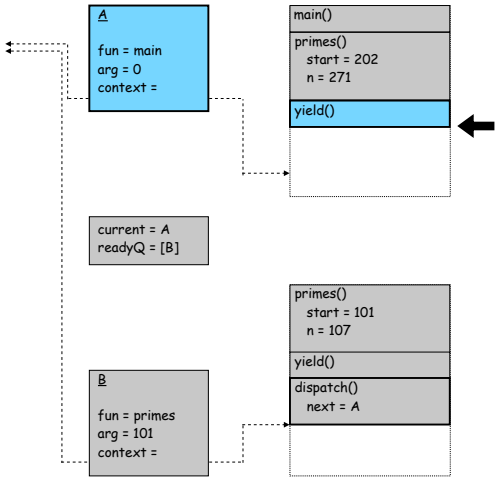 A
fun = main
arg = 0
context =
main()
primes()
start = 202
n = 271
yield()
current = A
readyQ = [B]
primes()
start = 101
n = 107
yield()
dispatch()
next = A
B
fun = primes
arg = 101
context =